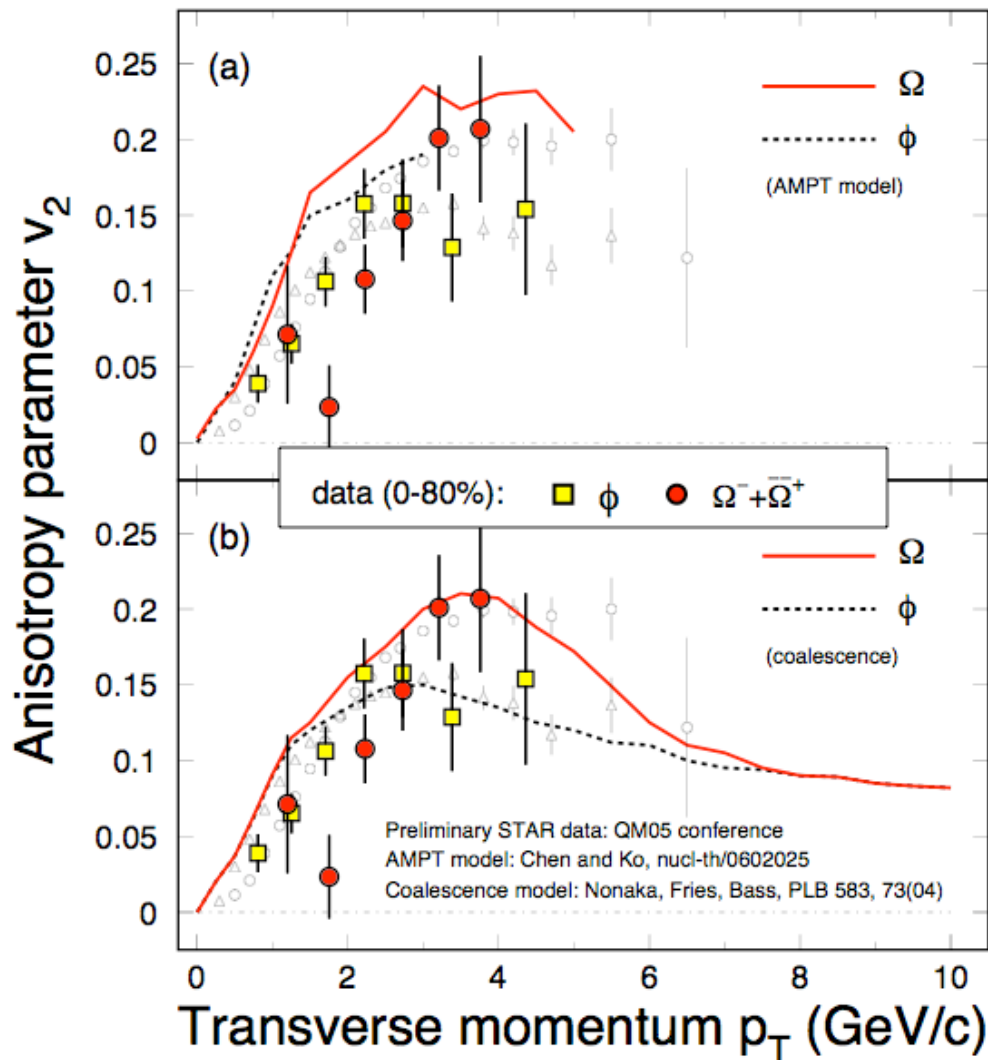 Anisotropy parameter v₂
(a)
0.25
0.2
0.15
0.1
0.05
0
Ω
ϕ
(AMPT model)
data (0-80%): ϕ Ω⁻+Ω̅⁺
(b)
0.25
0.2
0.15
0.1
0.05
0
Ω
ϕ
(coalescence)
Preliminary STAR data: QM05 conference
AMPT model: Chen and Ko, nucl-th/0602025
Coalescence model: Nonaka, Fries, Bass, PLB 583, 73(04)
0 2 4 6 8 10
Transverse momentum p_T (GeV/c)